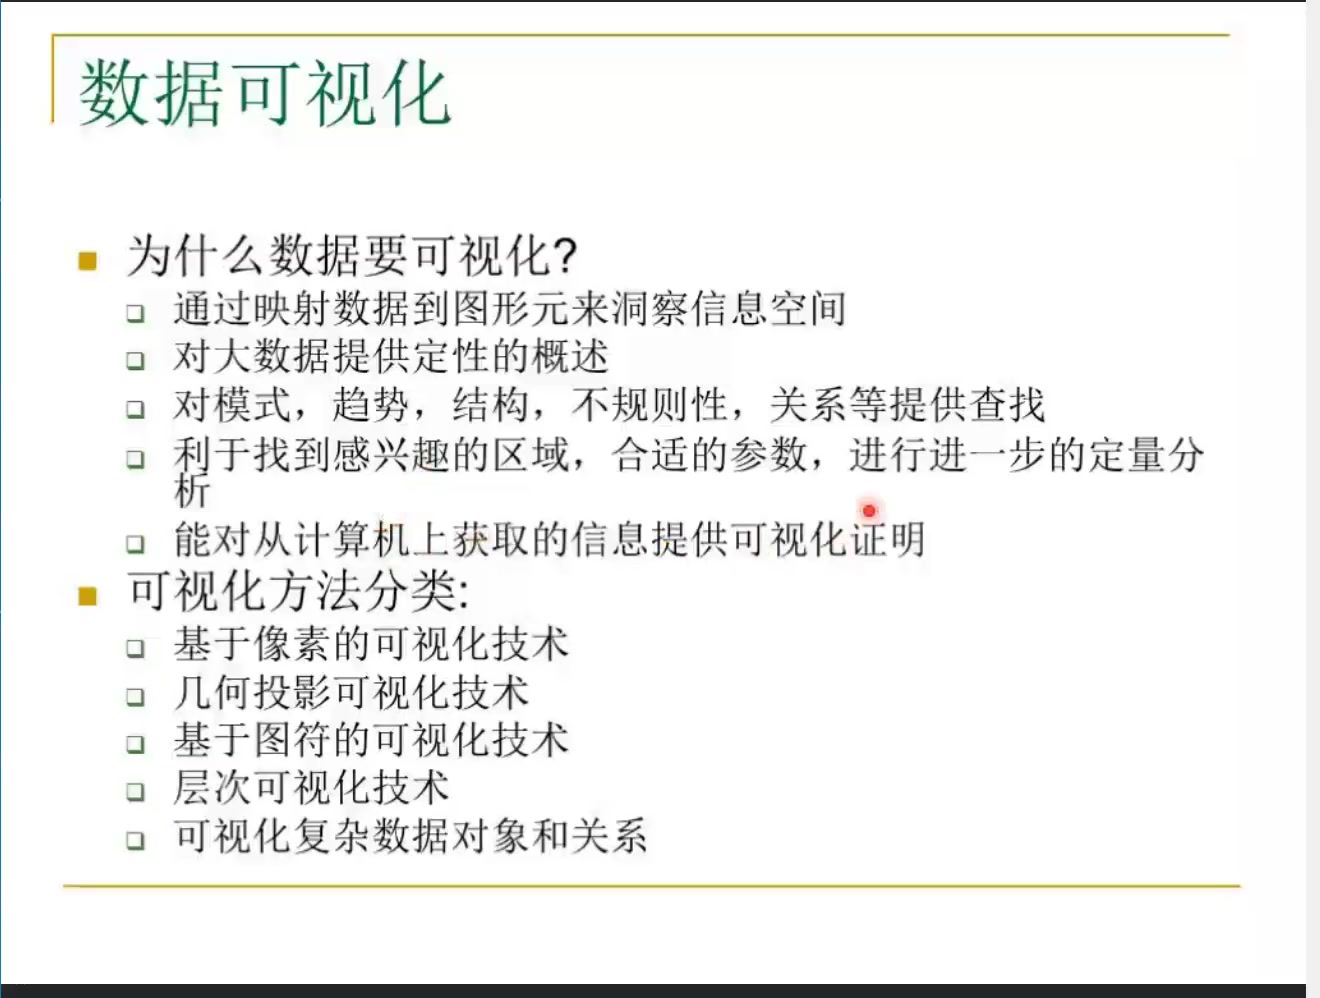 数据可视化
为什么数据要可视化?
通过映射数据到图形元来洞察信息空间
对大数据提供定性的概述
对模式，趋势，结构，不规则性，关系等提供查找
利于找到感兴趣的区域，合适的参数，进行进一步的定量分
析
能对从计算机上获取的信息提供可视化证明
可视化方法分类:
基于像素的可视化技术
几何投影可视化技术
基于图符的可视化技术
层次可视化技术
可视化复杂数据对象和关系